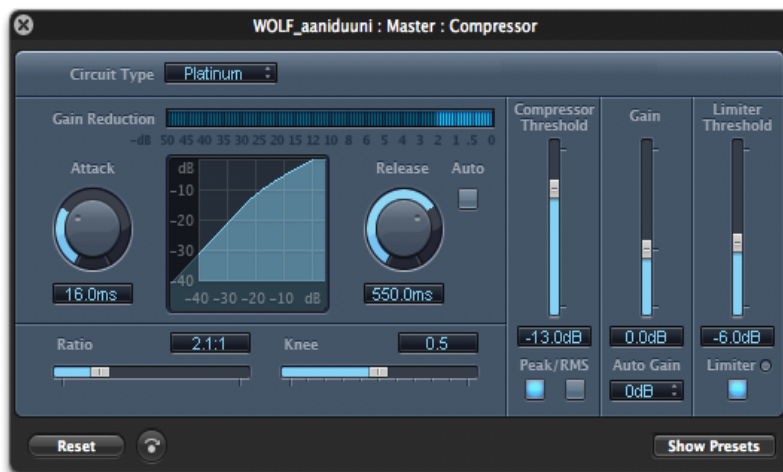 WOLF_aaniduuni : Master : Compressor
Circuit Type Platinum
Gain Reduction
-dB 50 45 40 35 30 25 20 15 12 10 8 6 5 4 3 2 1 .5 0
Attack
16.0ms
dB
-10
-20
-30
-40
-40 -30 -20 -10 dB
Release
550.0ms
Auto
Ratio 2.1:1
Knee 0.5
Compressor
Threshold
-13.0dB
Peak/RMS
Gain
0.0dB
Auto Gain
0dB
Limiter
Threshold
-6.0dB
Limiter
Reset
Show Presets